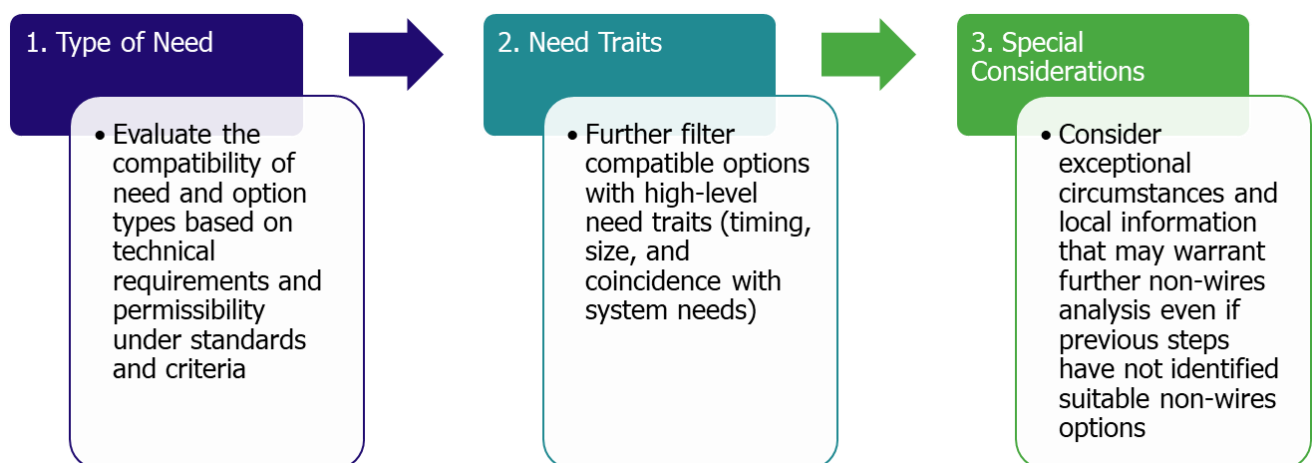 1. Type of Need
• Evaluate the
compatibility of
need and option
types based on
technical
requirements and
permissibility
under standards
and criteria
2. Need Traits
• Further filter
compatible options
with high-level
need traits (timing,
size, and
coincidence with
system needs)
3. Special
Considerations
• Consider
exceptional
circumstances and
local information
that may warrant
further non-wires
analysis even if
previous steps
have not identified
suitable non-wires
options